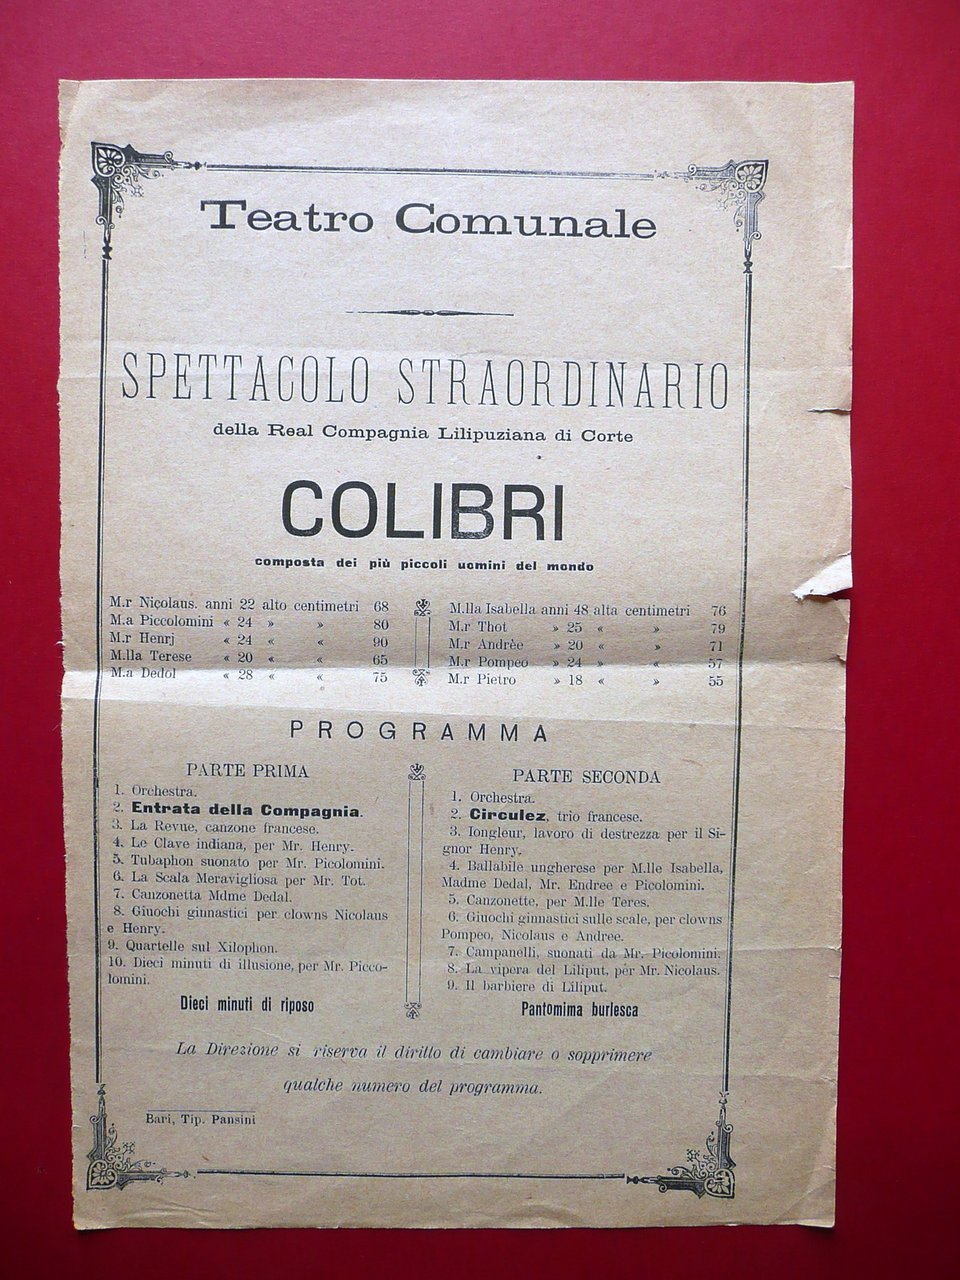 Teatro Comunale
SPETTACOLO STRAORDINARIO
della Real Compagnia Lilipuziana di Corte
COLIBRI
composta dei più piccoli uomini del mondo
M.r Nicolaus. anni 22 alto centimetri 68
M.a Piccolomini « 24 » » 80
M.r Henrj « 24 « « 90
M.lla Terese « 20 « « 65
M.a Dedol « 28 « « 75
M.lla Isabella anni 48 alta centimetri 76
M.r Thot » 25 « » 79
M.r Andrèe » 20 « » 71
M.r Pompeo » 24 » « 57
M.r Pietro » 18 « » 55
PROGRAMMA
PARTE PRIMA
1. Orchestra.
2. Entrata della Compagnia.
3. La Revue, canzone francese.
4. Le Clave indiana, per Mr. Henry.
5. Tubaphon suonato per Mr. Picolomini.
6. La Scala Meravigliosa per Mr. Tot.
7. Canzonetta Mdme Dedal.
8. Giuochi ginnastici per clowns Nicolaus
e Henry.
9. Quartelle sul Xilophon.
10. Dieci minuti di illusione, per Mr. Picco-
lomini.
Dieci minuti di riposo
PARTE SECONDA
1. Orchestra.
2. Circulez, trio francese.
3. Iongleur, lavoro di destrezza per il Si-
gnor Henry.
4. Ballabile ungherese per M.lle Isabella,
Madme Dedal, Mr. Endree e Picolomini.
5. Canzonette, per M.lle Teres.
6. Giuochi ginnastici sulle scale, per clowns
Pompeo, Nicolaus e Andree.
7. Campanelli, suonati da Mr. Picolomini.
8. La vipera del Liliput, pèr Mr. Nicolaus.
9. Il barbiere di Liliput.
Pantomima burlesca
La Direzione si riserva il diritto di cambiare o sopprimere
qualche numero del programma.
Bari, Tip. Pansini